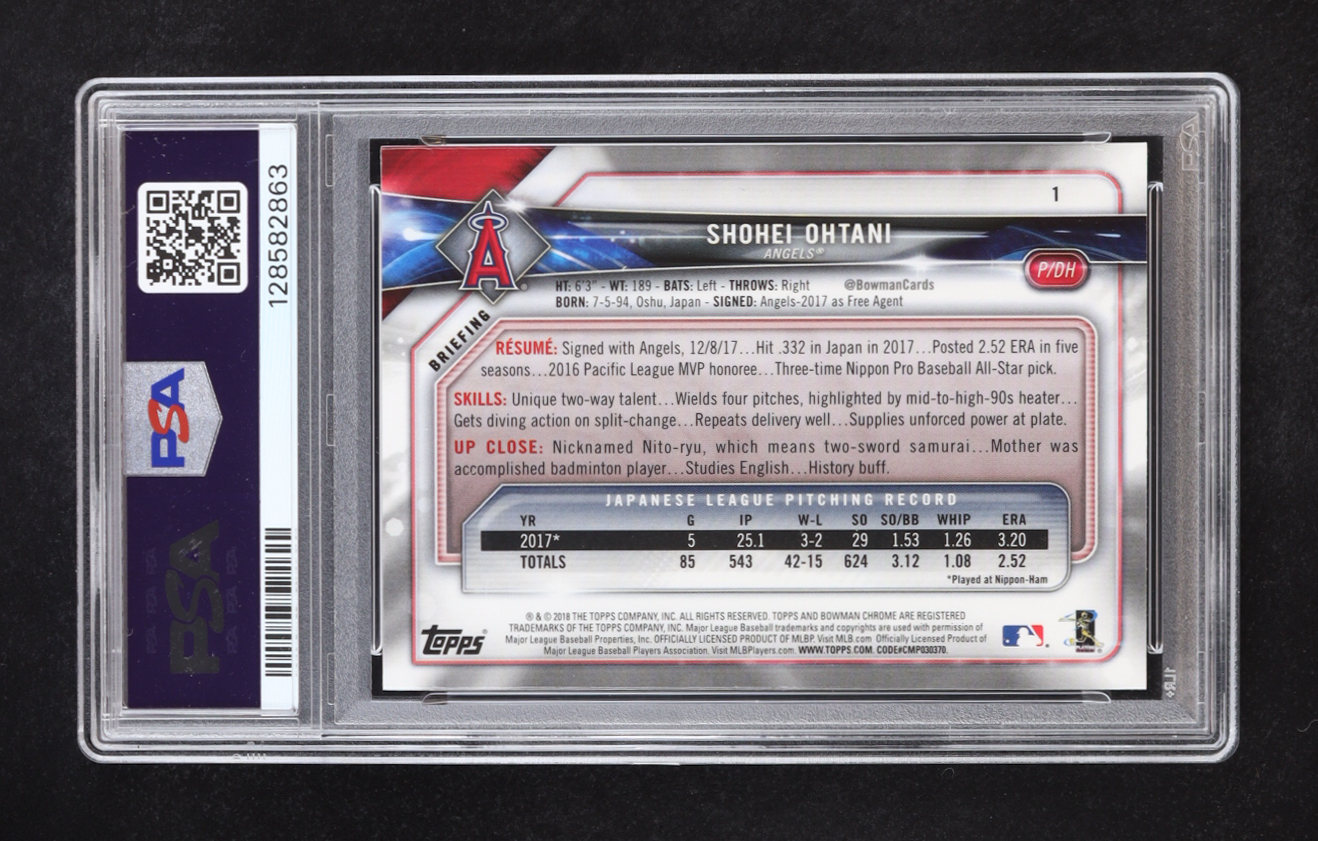 128582863
PSA
PSA
1
SHOHEI OHTANI
ANGELS®
P/DH
HT: 6'3" - WT: 189 - BATS: Left - THROWS: Right @BowmanCards
BORN: 7-5-94, Oshu, Japan - SIGNED: Angels-2017 as Free Agent
BRIEFING
RÉSUMÉ: Signed with Angels, 12/8/17...Hit .332 in Japan in 2017...Posted 2.52 ERA in five
seasons...2016 Pacific League MVP honoree...Three-time Nippon Pro Baseball All-Star pick.
SKILLS: Unique two-way talent...Wields four pitches, highlighted by mid-to-high-90s heater...
Gets diving action on split-change...Repeats delivery well...Supplies unforced power at plate.
UP CLOSE: Nicknamed Nito-ryu, which means two-sword samurai...Mother was
accomplished badminton player...Studies English...History buff.
JAPANESE LEAGUE PITCHING RECORD
YR G IP W-L SO SO/BB WHIP ERA
2017* 5 25.1 3-2 29 1.53 1.26 3.20
TOTALS 85 543 42-15 624 3.12 1.08 2.52
*Played at Nippon-Ham
Topps®
® & © 2018 THE TOPPS COMPANY, INC. ALL RIGHTS RESERVED. TOPPS AND BOWMAN CHROME ARE REGISTERED
TRADEMARKS OF THE TOPPS COMPANY, INC. Major League Baseball trademarks and copyrights are used with permission of
Major League Baseball Properties, Inc. OFFICIALLY LICENSED PRODUCT OF MLBP. Visit MLB.com Officially Licensed Product of
Major League Baseball Players Association. Visit MLBPlayers.com. WWW.TOPPS.COM. CODE#CMP030370.
PSA